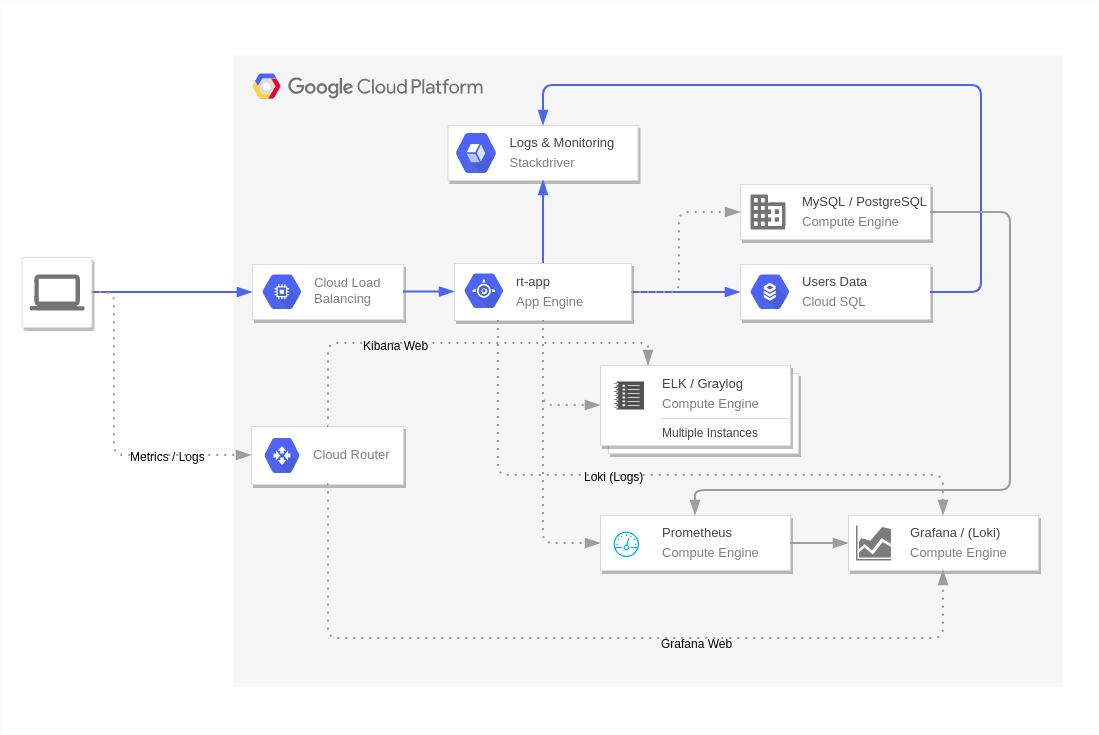 Google Cloud Platform
Logs & Monitoring
Stackdriver
MySQL / PostgreSQL
Compute Engine
Cloud Load
Balancing
rt-app
App Engine
Users Data
Cloud SQL
Kibana Web
ELK / Graylog
Compute Engine
Multiple Instances
Metrics / Logs
Cloud Router
Loki (Logs)
Prometheus
Compute Engine
Grafana / (Loki)
Compute Engine
Grafana Web